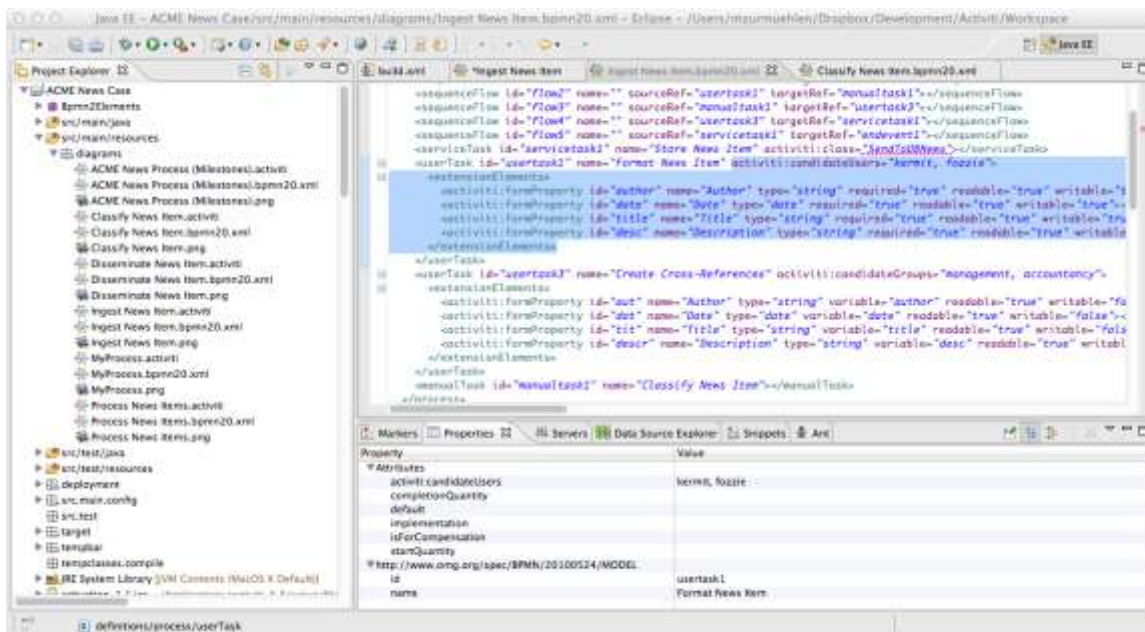 Java EE - ACME News Case/src/main/resources/diagrams/Ingest News Item.bpmn20.xml - Eclipse - /Users/mzurmuehlen/Dropbox/Development/Activiti/Workspace
Java EE
Project Explorer
ACME News Case
Bpmn2Elements
src/main/java
src/main/resources
diagrams
ACME News Process (Milestones).activiti
ACME News Process (Milestones).bpmn20.xml
ACME News Process (Milestones).png
Classify News Item.activiti
Classify News Item.bpmn20.xml
Classify News Item.png
Disseminate News Item.activiti
Disseminate News Item.bpmn20.xml
Disseminate News Item.png
Ingest News Item.activiti
Ingest News Item.bpmn20.xml
Ingest News Item.png
MyProcess.activiti
MyProcess.bpmn20.xml
MyProcess.png
Process News Items.activiti
Process News Items.bpmn20.xml
Process News Items.png
src/test/java
src/test/resources
deployment
src.main.config
src.test
target
tempbar
tempclasses.compile
JRE System Library [JVM Contents (MacOS X Default)]
build.xml
*Ingest News Item
Ingest News Item.bpmn20.xml
Classify News Item.bpmn20.xml
<sequenceFlow id="flow2" name="" sourceRef="usertask1" targetRef="manualtask1"></sequenceFlow>
<sequenceFlow id="flow3" name="" sourceRef="manualtask1" targetRef="usertask3"></sequenceFlow>
<sequenceFlow id="flow4" name="" sourceRef="usertask3" targetRef="servicetask1"></sequenceFlow>
<sequenceFlow id="flow5" name="" sourceRef="servicetask1" targetRef="endevent1"></sequenceFlow>
<serviceTask id="servicetask1" name="Store News Item" activiti:class="SendToDBNews"></serviceTask>
<userTask id="usertask1" name="Format News Item" activiti:candidateUsers="kermit, fozzie">
<extensionElements>
<activiti:formProperty id="author" name="Author" type="string" required="true" readable="true" writable="t
<activiti:formProperty id="date" name="Date" type="date" required="true" readable="true" writable="true"><
<activiti:formProperty id="title" name="Title" type="string" required="true" readable="true" writable="tru
<activiti:formProperty id="desc" name="Description" type="string" required="true" readable="true" writable
</extensionElements>
</userTask>
<userTask id="usertask3" name="Create Cross-References" activiti:candidateGroups="management, accountancy">
<extensionElements>
<activiti:formProperty id="aut" name="Author" type="string" variable="author" readable="true" writable="fa
<activiti:formProperty id="dat" name="Date" type="date" variable="date" readable="true" writable="false"><
<activiti:formProperty id="tit" name="Title" type="string" variable="title" readable="true" writable="fals
<activiti:formProperty id="descr" name="Description" type="string" variable="desc" readable="true" writabl
</extensionElements>
</userTask>
<manualTask id="manualtask1" name="Classify News Item"></manualTask>
</process>
Markers
Properties
Servers
Data Source Explorer
Snippets
Ant
Property Value
Attributes
activiti:candidateUsers kermit, fozzie
completionQuantity
default
implementation
isForCompensation
startQuantity
http://www.omg.org/spec/BPMN/20100524/MODEL
id usertask1
name Format News Item
definitions/process/userTask